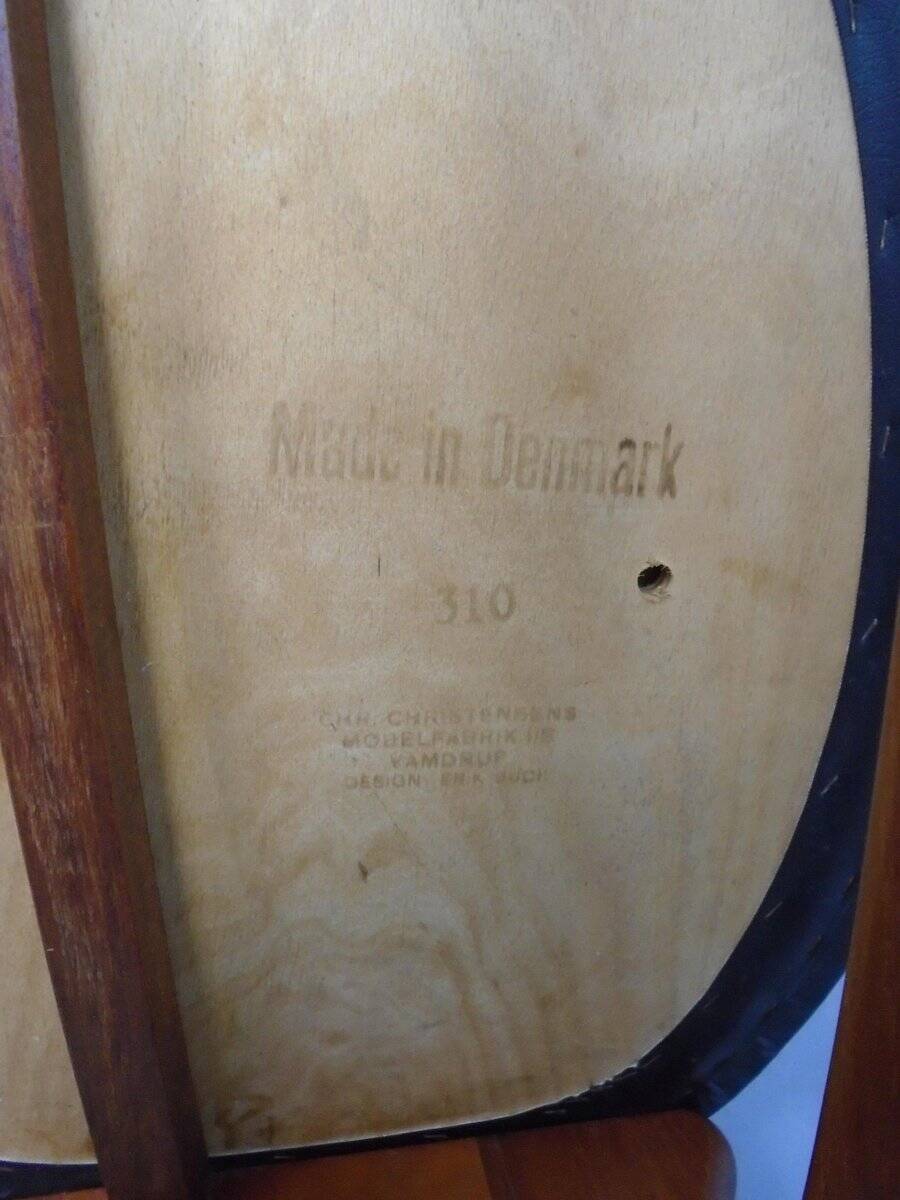 Made in Denmark
310
CHR. CHRISTENSENS
MØBELFABRIK I/S
VAMDRUP
DESIGN: ERIK BUCH